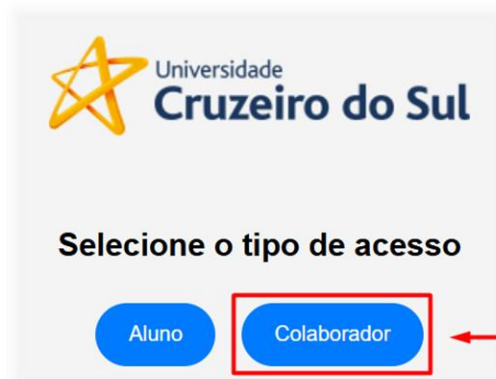 Universidade
Cruzeiro do Sul
Selecione o tipo de acesso
Aluno Colaborador